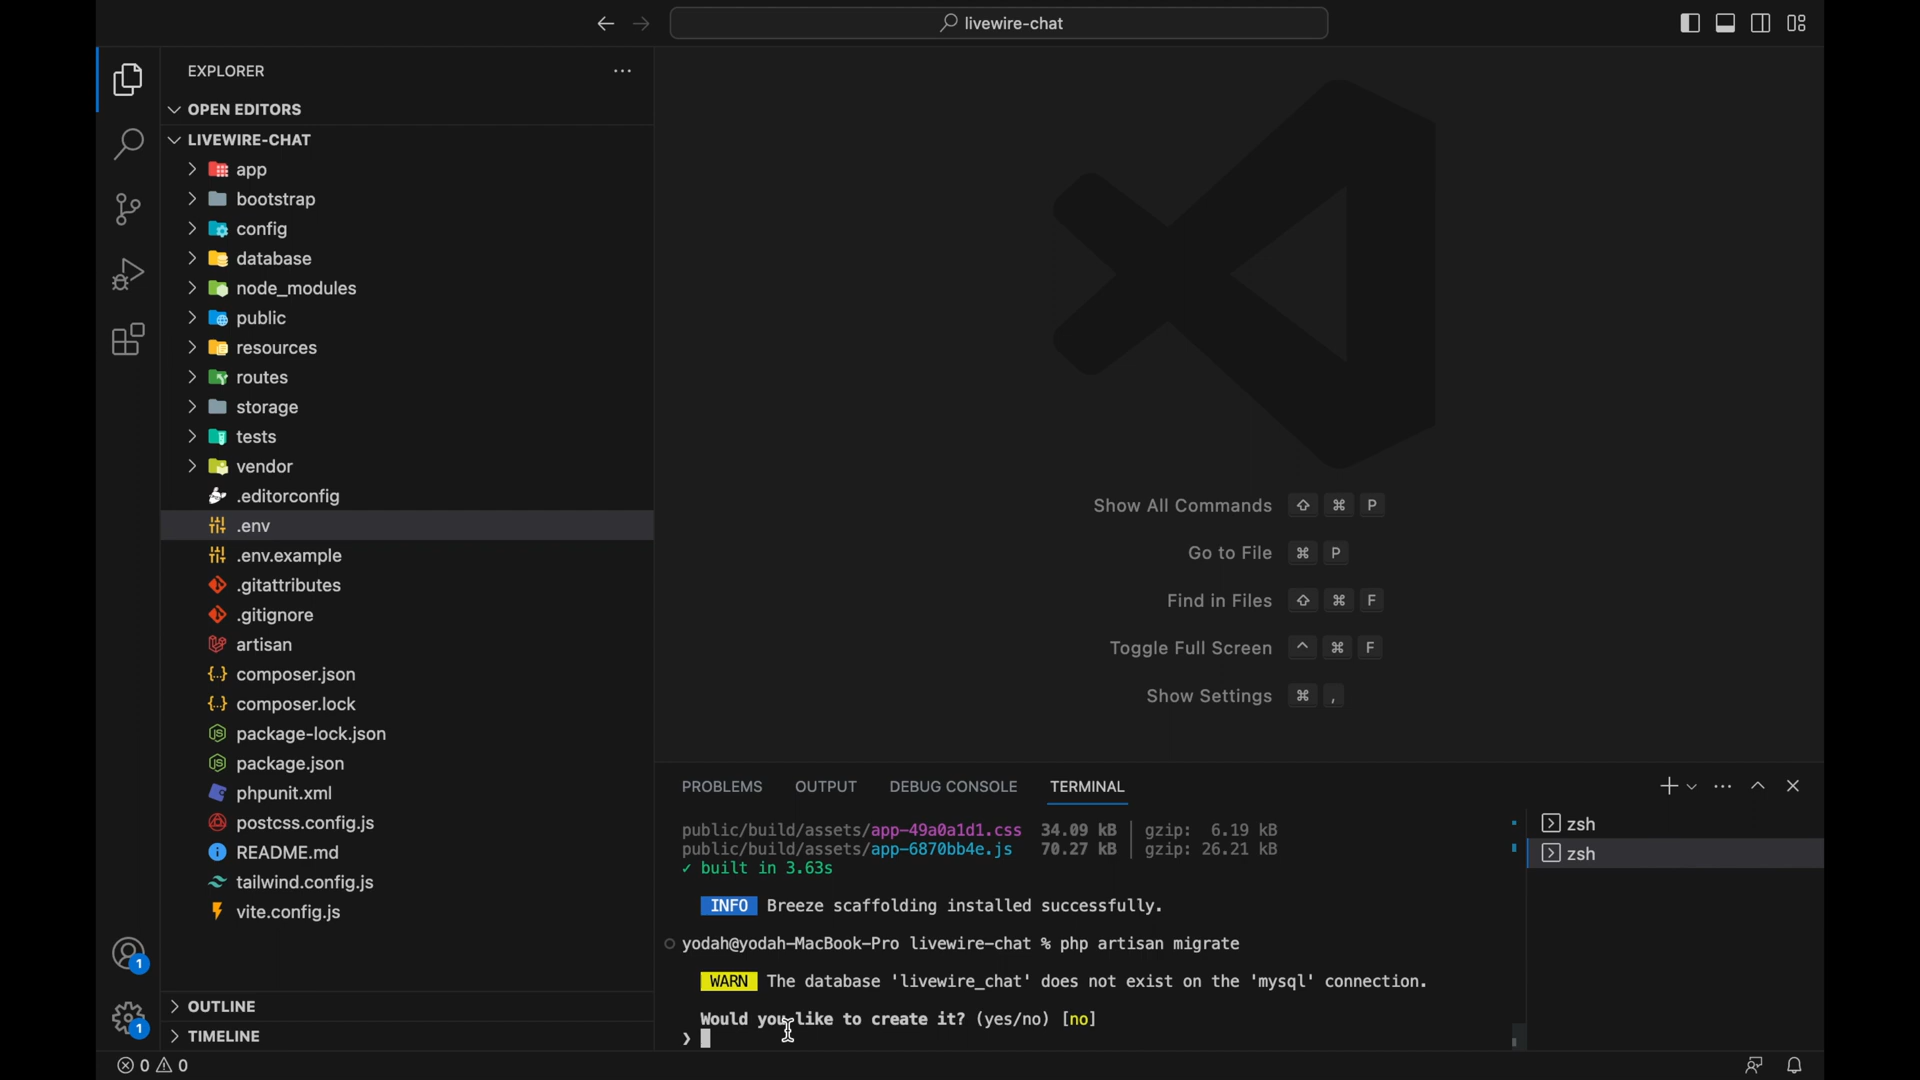 livewire-chat
EXPLORER
OPEN EDITORS
LIVEWIRE-CHAT
app
bootstrap
config
database
node_modules
public
resources
routes
storage
tests
vendor
.editorconfig
.env
.env.example
.gitattributes
.gitignore
artisan
composer.json
composer.lock
package-lock.json
package.json
phpunit.xml
postcss.config.js
README.md
tailwind.config.js
vite.config.js
OUTLINE
TIMELINE
1
1
0 0
Show All Commands ⇧ ⌘ P
Go to File ⌘ P
Find in Files ⇧ ⌘ F
Toggle Full Screen ^ ⌘ F
Show Settings ⌘ ,
PROBLEMS OUTPUT DEBUG CONSOLE TERMINAL
public/build/assets/app-49a0a1d1.css 34.09 kB │ gzip: 6.19 kB
public/build/assets/app-6870bb4e.js 70.27 kB │ gzip: 26.21 kB
✓ built in 3.63s
INFO Breeze scaffolding installed successfully.
yodah@yodah-MacBook-Pro livewire-chat % php artisan migrate
WARN The database 'livewire_chat' does not exist on the 'mysql' connection.
Would you like to create it? (yes/no) [no]
❯
zsh
zsh